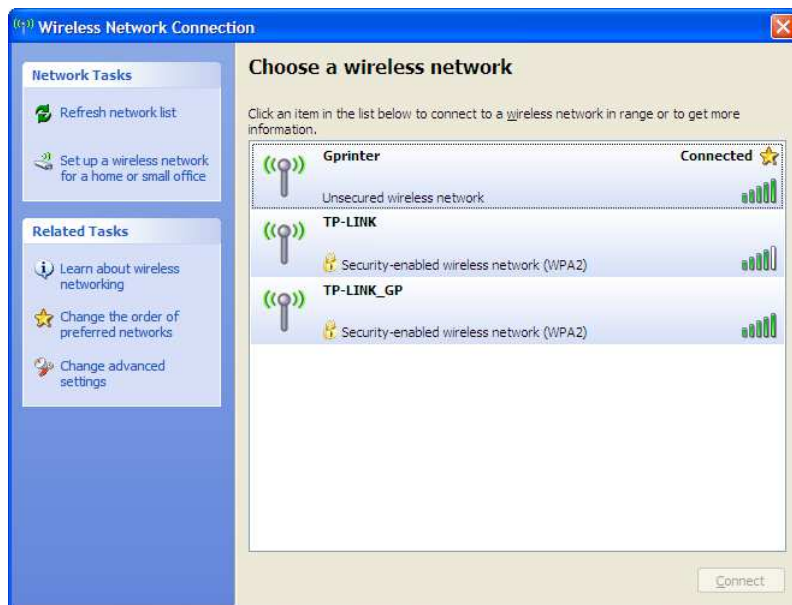 Wireless Network Connection
Network Tasks
Refresh network list
Set up a wireless network
for a home or small office
Related Tasks
Learn about wireless
networking
Change the order of
preferred networks
Change advanced
settings
Choose a wireless network
Click an item in the list below to connect to a wireless network in range or to get more
information.
Gprinter Connected
Unsecured wireless network
TP-LINK
Security-enabled wireless network (WPA2)
TP-LINK_GP
Security-enabled wireless network (WPA2)
Connect